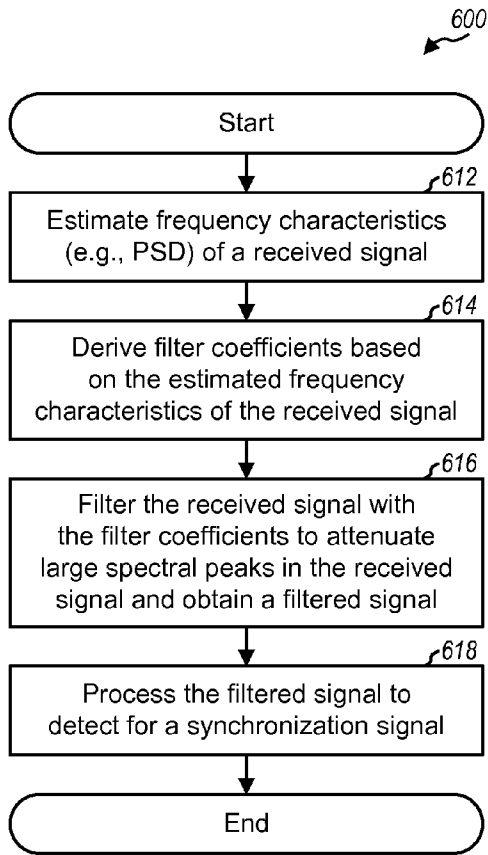 600
Start
612
Estimate frequency characteristics
(e.g., PSD) of a received signal
614
Derive filter coefficients based
on the estimated frequency
characteristics of the received signal
616
Filter the received signal with
the filter coefficients to attenuate
large spectral peaks in the received
signal and obtain a filtered signal
618
Process the filtered signal to
detect for a synchronization signal
End